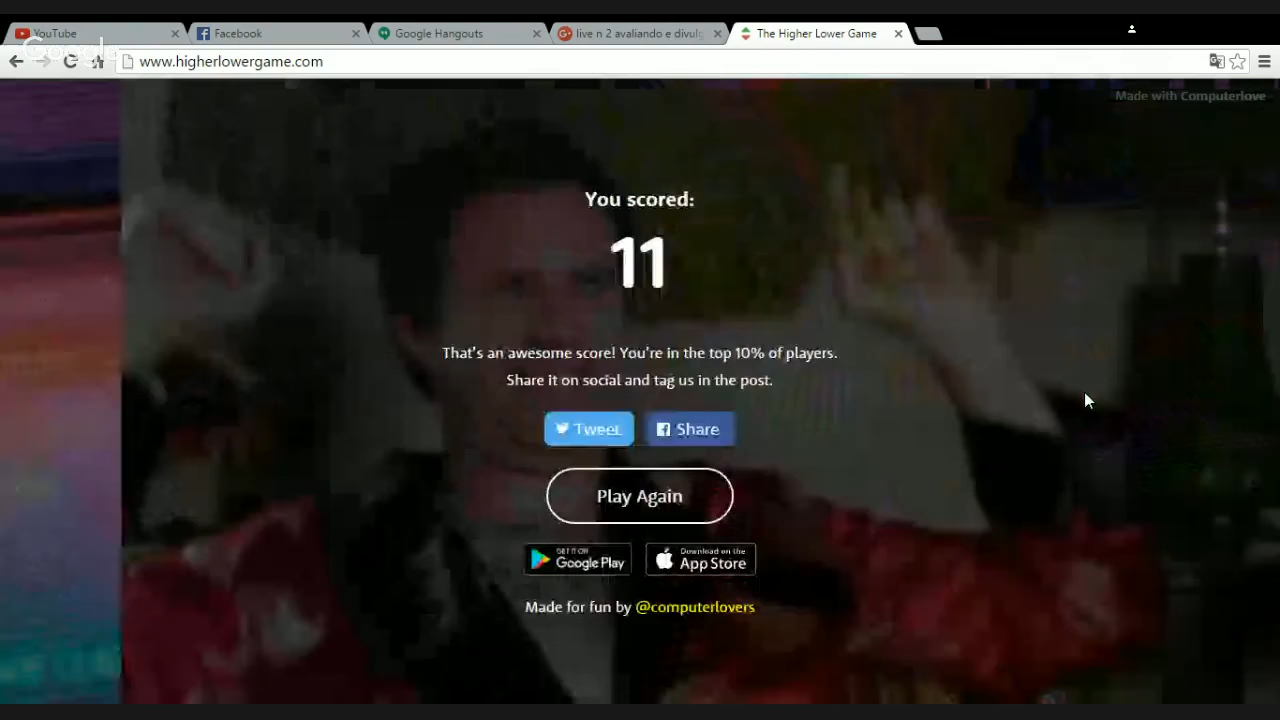 YouTube
Facebook
Google Hangouts
live n 2 avaliando e divulg
The Higher Lower Game
Google
www.higherlowergame.com
Made with Computerlove
You scored:
11
That's an awesome score! You're in the top 10% of players.
Share it on social and tag us in the post.
Tweet
Share
Play Again
GET IT ON
Google Play
Download on the
App Store
Made for fun by @computerlovers